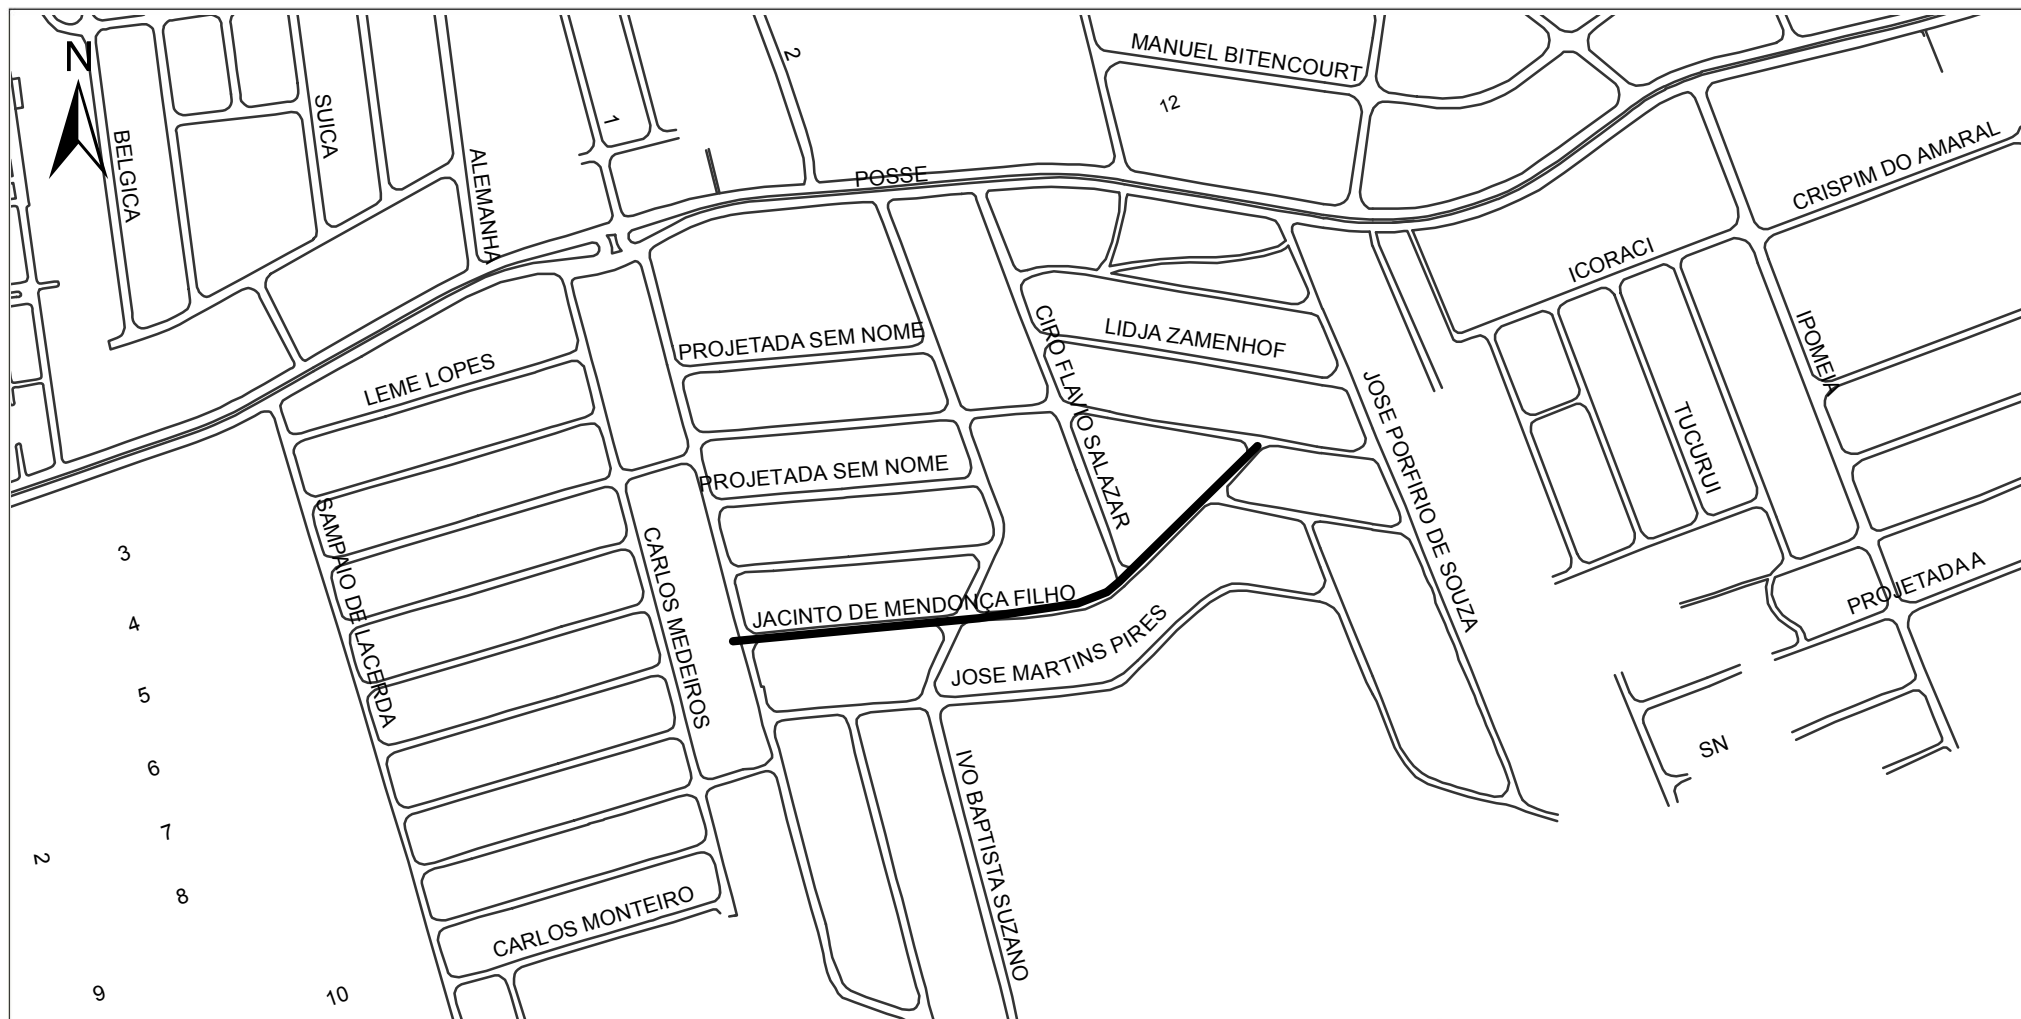 N
2
MANUEL BITENCOURT
12
SUICA
1
BELGICA
ALEMANHA
POSSE
CRISPIM DO AMARAL
ICORACI
CIRO FLAVIO SALAZAR
LIDJA ZAMENHOF
PROJETADA SEM NOME
IPOMEIA
LEME LOPES
JOSE PORFIRIO DE SOUZA
TUCURUI
PROJETADA SEM NOME
SAMPAIO DE LACERDA
CARLOS MEDEIROS
3
PROJETADA A
JACINTO DE MENDONÇA FILHO
4
JOSE MARTINS PIRES
5
SN
6
IVO BAPTISTA SUZANO
7
2
8
CARLOS MONTEIRO
9
10